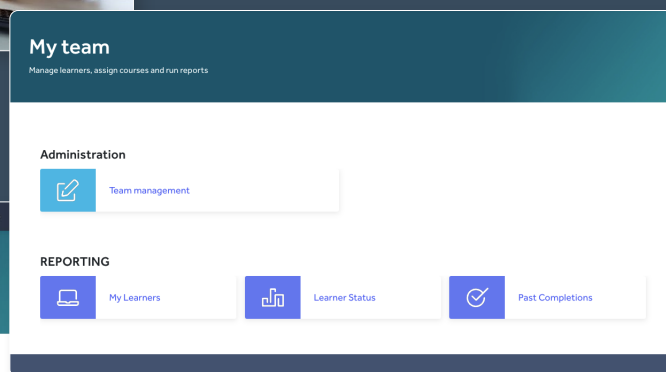 My team
Manage learners, assign courses and run reports
Administration
Team management
REPORTING
My Learners
Learner Status
Past Completions